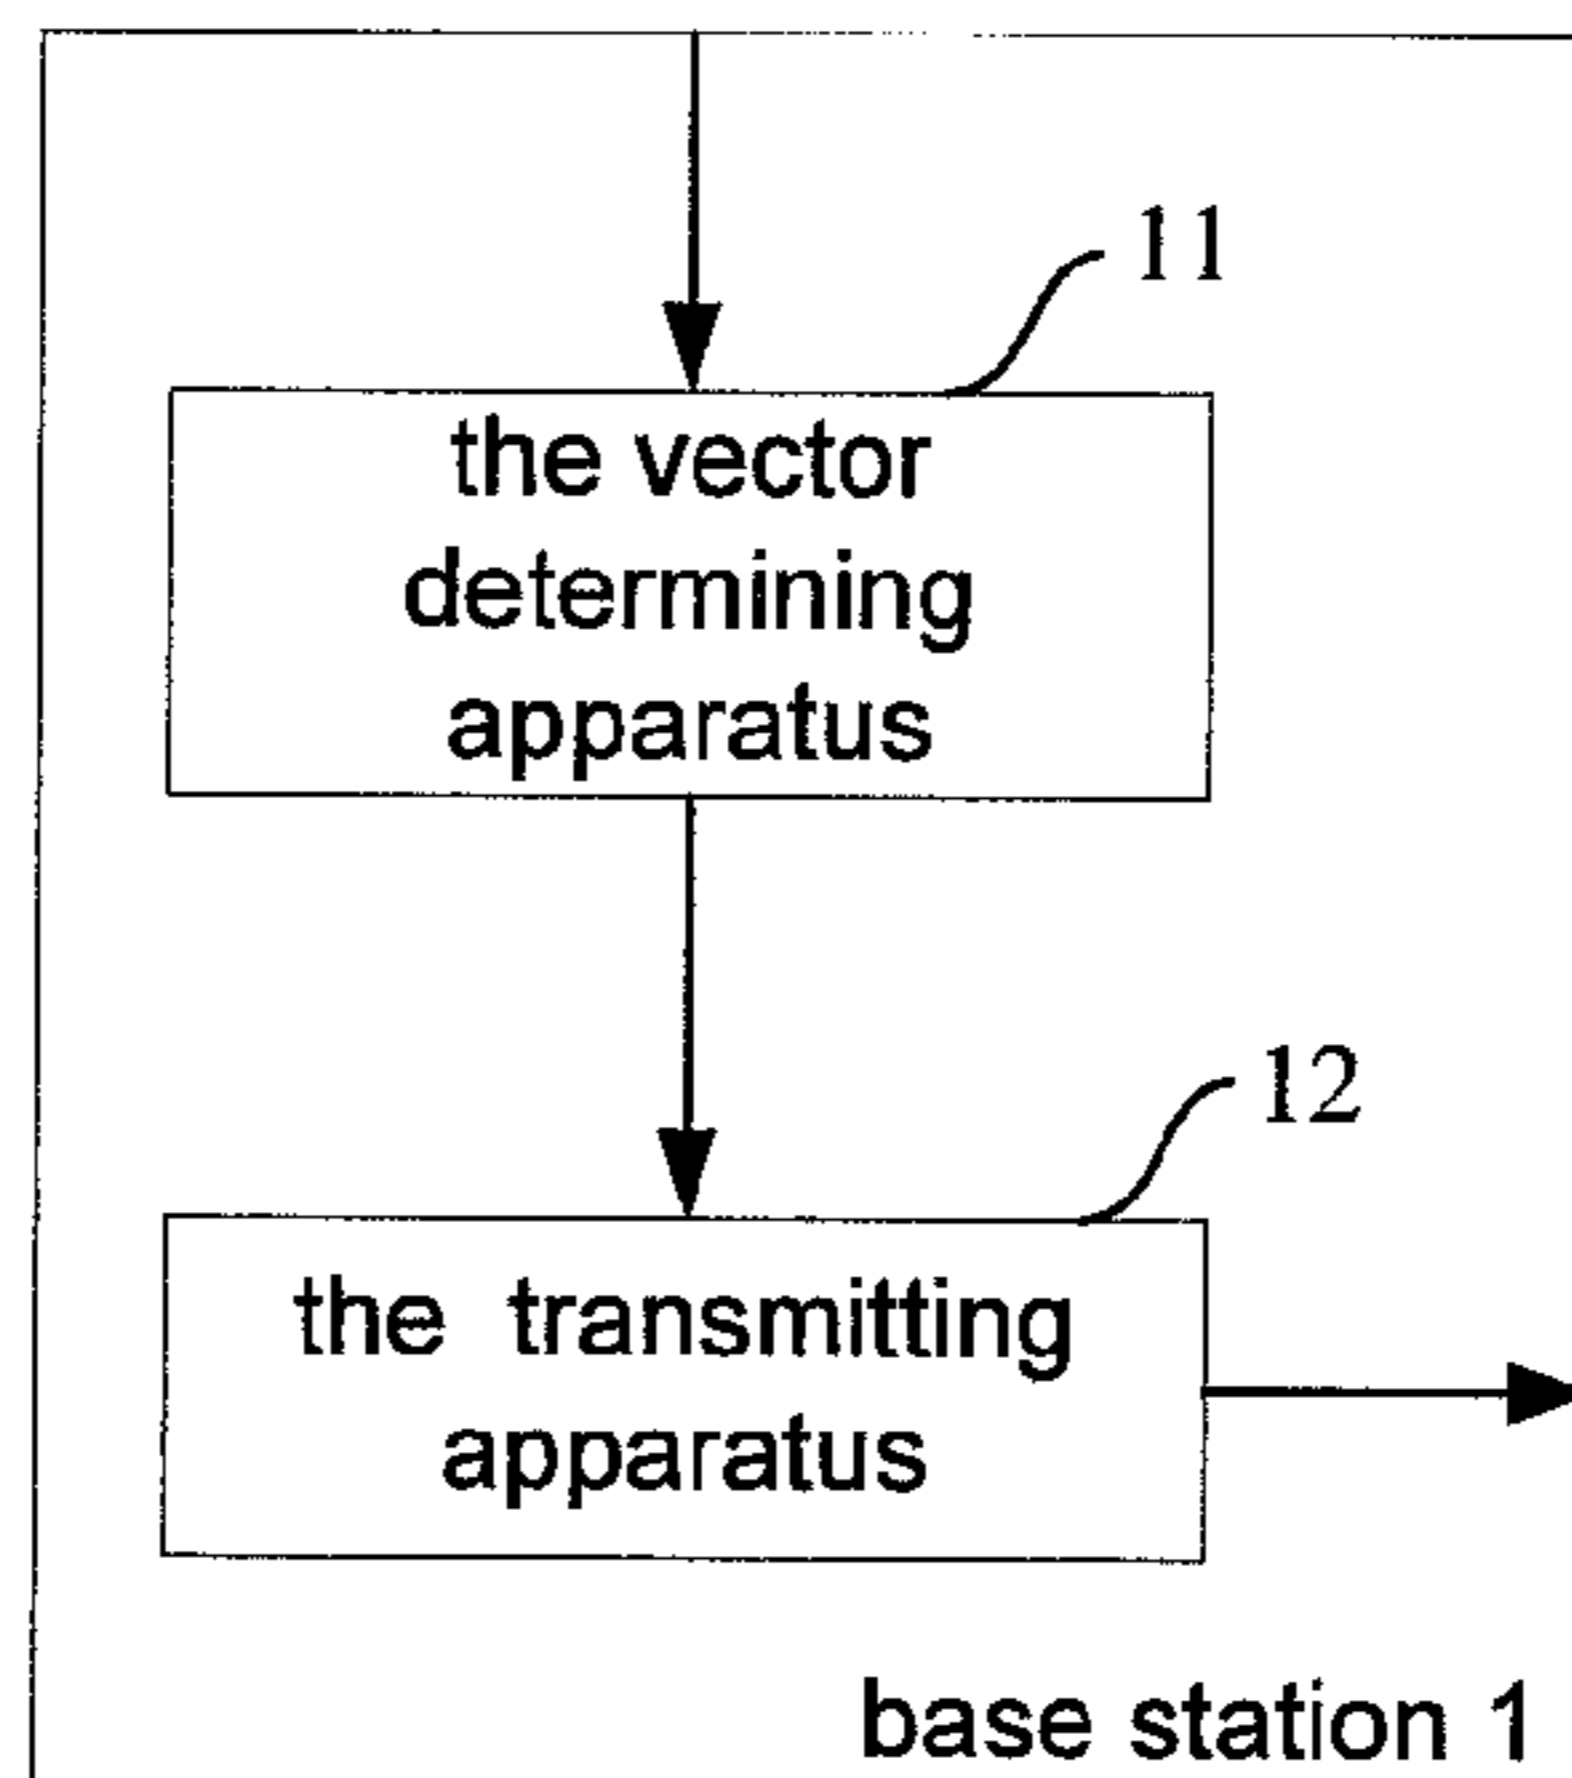 11
the vector
determining
apparatus
12
the transmitting
apparatus
base station 1